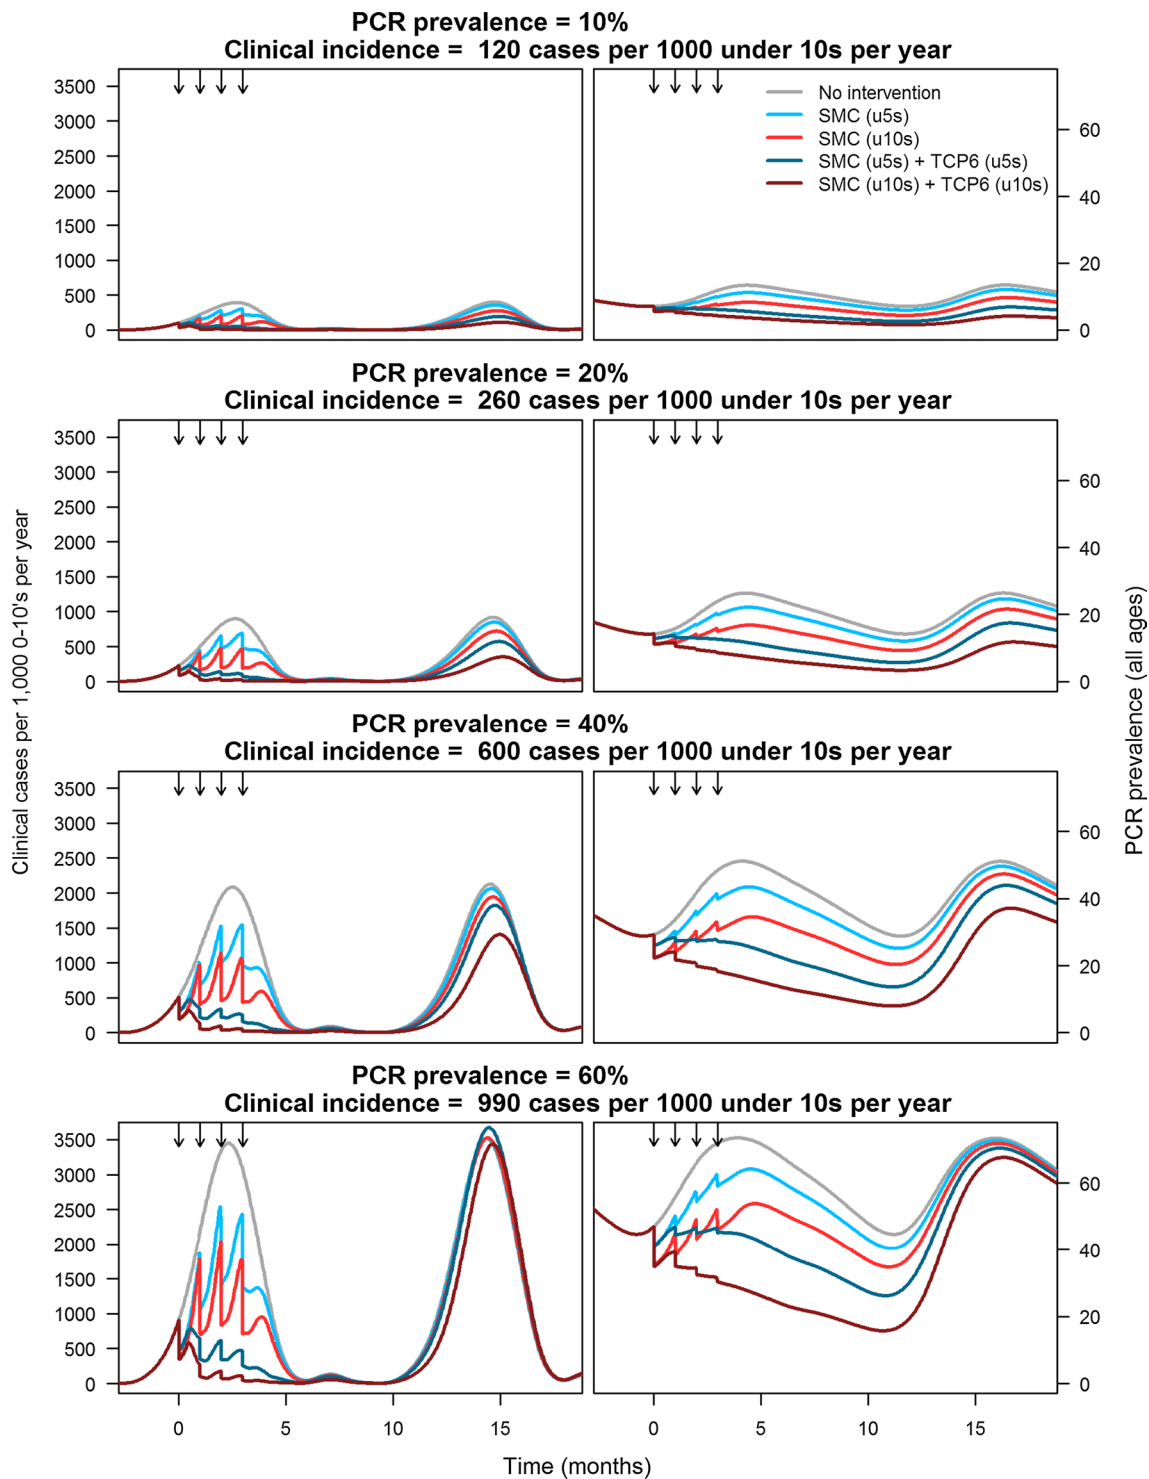 PCR prevalence = 10%
Clinical incidence = 120 cases per 1000 under 10s per year
3500
3000
2500
2000
1500
1000
500
0
No intervention
SMC (u5s)
SMC (u10s)
SMC (u5s) + TCP6 (u5s)
SMC (u10s) + TCP6 (u10s)
60
40
20
0
PCR prevalence = 20%
Clinical incidence = 260 cases per 1000 under 10s per year
3500
3000
2500
2000
1500
1000
500
0
60
40
20
0
Clinical cases per 1,000 0-10's per year
PCR prevalence (all ages)
PCR prevalence = 40%
Clinical incidence = 600 cases per 1000 under 10s per year
3500
3000
2500
2000
1500
1000
500
0
60
40
20
0
PCR prevalence = 60%
Clinical incidence = 990 cases per 1000 under 10s per year
3500
3000
2500
2000
1500
1000
500
0
60
40
20
0
0 5 10 15
0 5 10 15
Time (months)